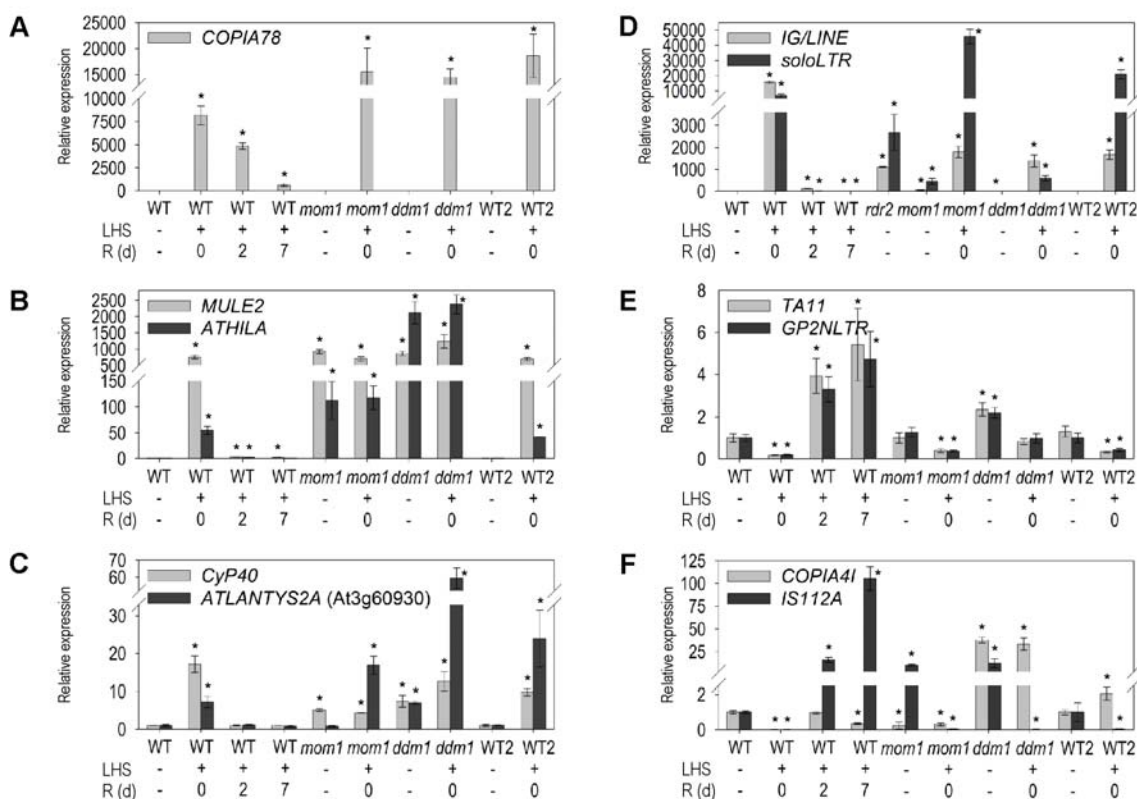 A
Relative expression
25000
20000
15000
10000
10000
7500
5000
2500
0
COPIA78
WT WT WT WT mom1 mom1 ddm1 ddm1 WT2 WT2
LHS - + + + - + - + - +
R (d) - 0 2 7 - 0 - 0 - 0
B
Relative expression
2500
2000
1500
1000
500
150
100
50
0
MULE2
ATHILA
WT WT WT WT mom1 mom1 ddm1 ddm1 WT2 WT2
LHS - + + + - + - + - +
R (d) - 0 2 7 - 0 - 0 - 0
C
Relative expression
70
60
30
20
10
0
CyP40
ATLANTYS2A (At3g60930)
WT WT WT WT mom1 mom1 ddm1 ddm1 WT2 WT2
LHS - + + + - + - + - +
R (d) - 0 2 7 - 0 - 0 - 0
D
Relative expression
50000
40000
30000
20000
10000
3000
2000
1000
0
IG/LINE
soloLTR
WT WT WT WT rdr2 mom1 mom1 ddm1 ddm1 WT2 WT2
LHS - + + + - - + - + - +
R (d) - 0 2 7 - - 0 - 0 - 0
E
Relative expression
8
6
4
2
0
TA11
GP2NLTR
WT WT WT WT mom1 mom1 ddm1 ddm1 WT2 WT2
LHS - + + + - + - + - +
R (d) - 0 2 7 - 0 - 0 - 0
F
Relative expression
125
100
75
50
25
2
0
COPIA4I
IS112A
WT WT WT WT mom1 mom1 ddm1 ddm1 WT2 WT2
LHS - + + + - + - + - +
R (d) - 0 2 7 - 0 - 0 - 0